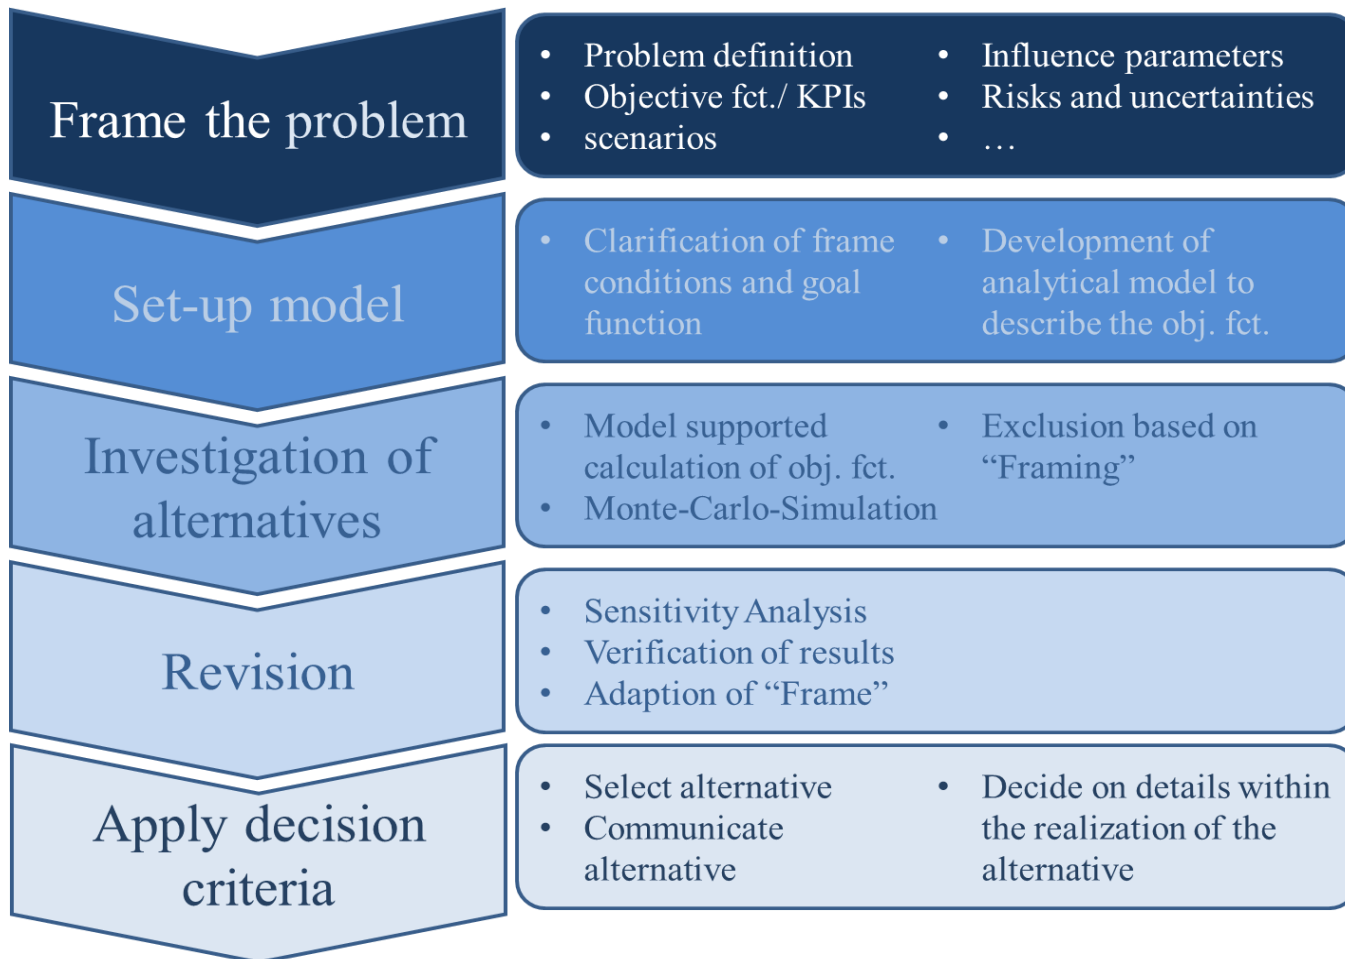 Frame the problem
• Problem definition
• Objective fct./ KPIs
• scenarios
• Influence parameters
• Risks and uncertainties
• …
Set-up model
• Clarification of frame
conditions and goal
function
• Development of
analytical model to
describe the obj. fct.
Investigation of
alternatives
• Model supported
calculation of obj. fct.
• Monte-Carlo-Simulation
• Exclusion based on
“Framing”
Revision
• Sensitivity Analysis
• Verification of results
• Adaption of “Frame”
Apply decision
criteria
• Select alternative
• Communicate
alternative
• Decide on details within
the realization of the
alternative